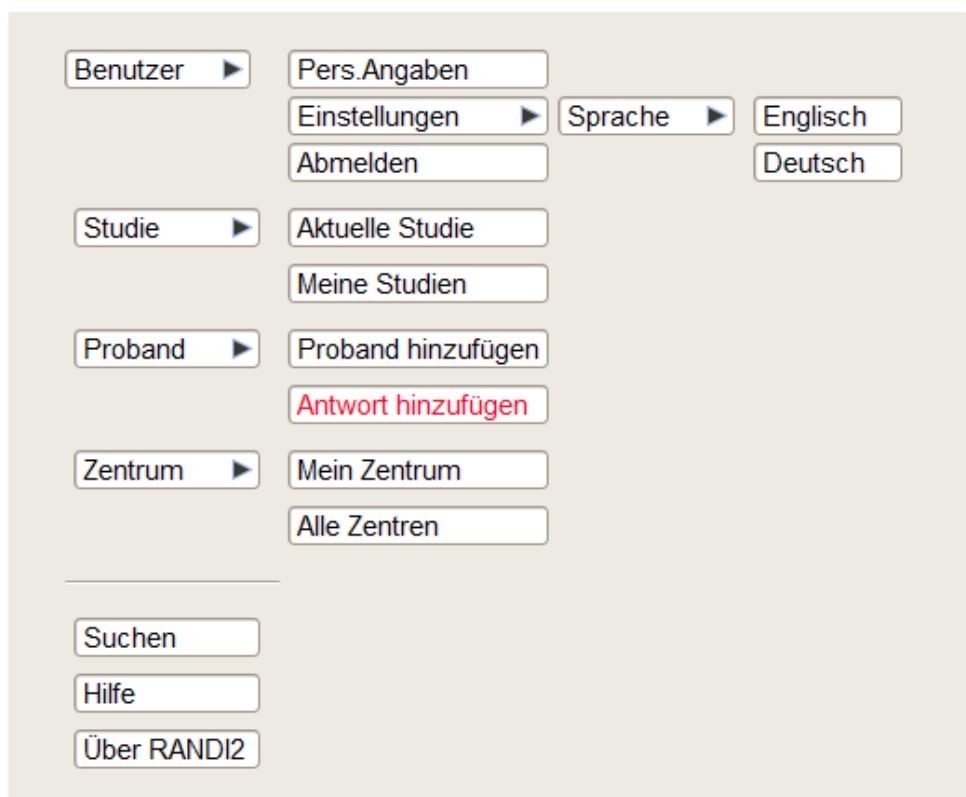 Benutzer Pers.Angaben
Einstellungen Sprache Englisch
Abmelden Deutsch
Studie Aktuelle Studie
Meine Studien
Proband Proband hinzufügen
Antwort hinzufügen
Zentrum Mein Zentrum
Alle Zentren
Suchen
Hilfe
Über RANDI2